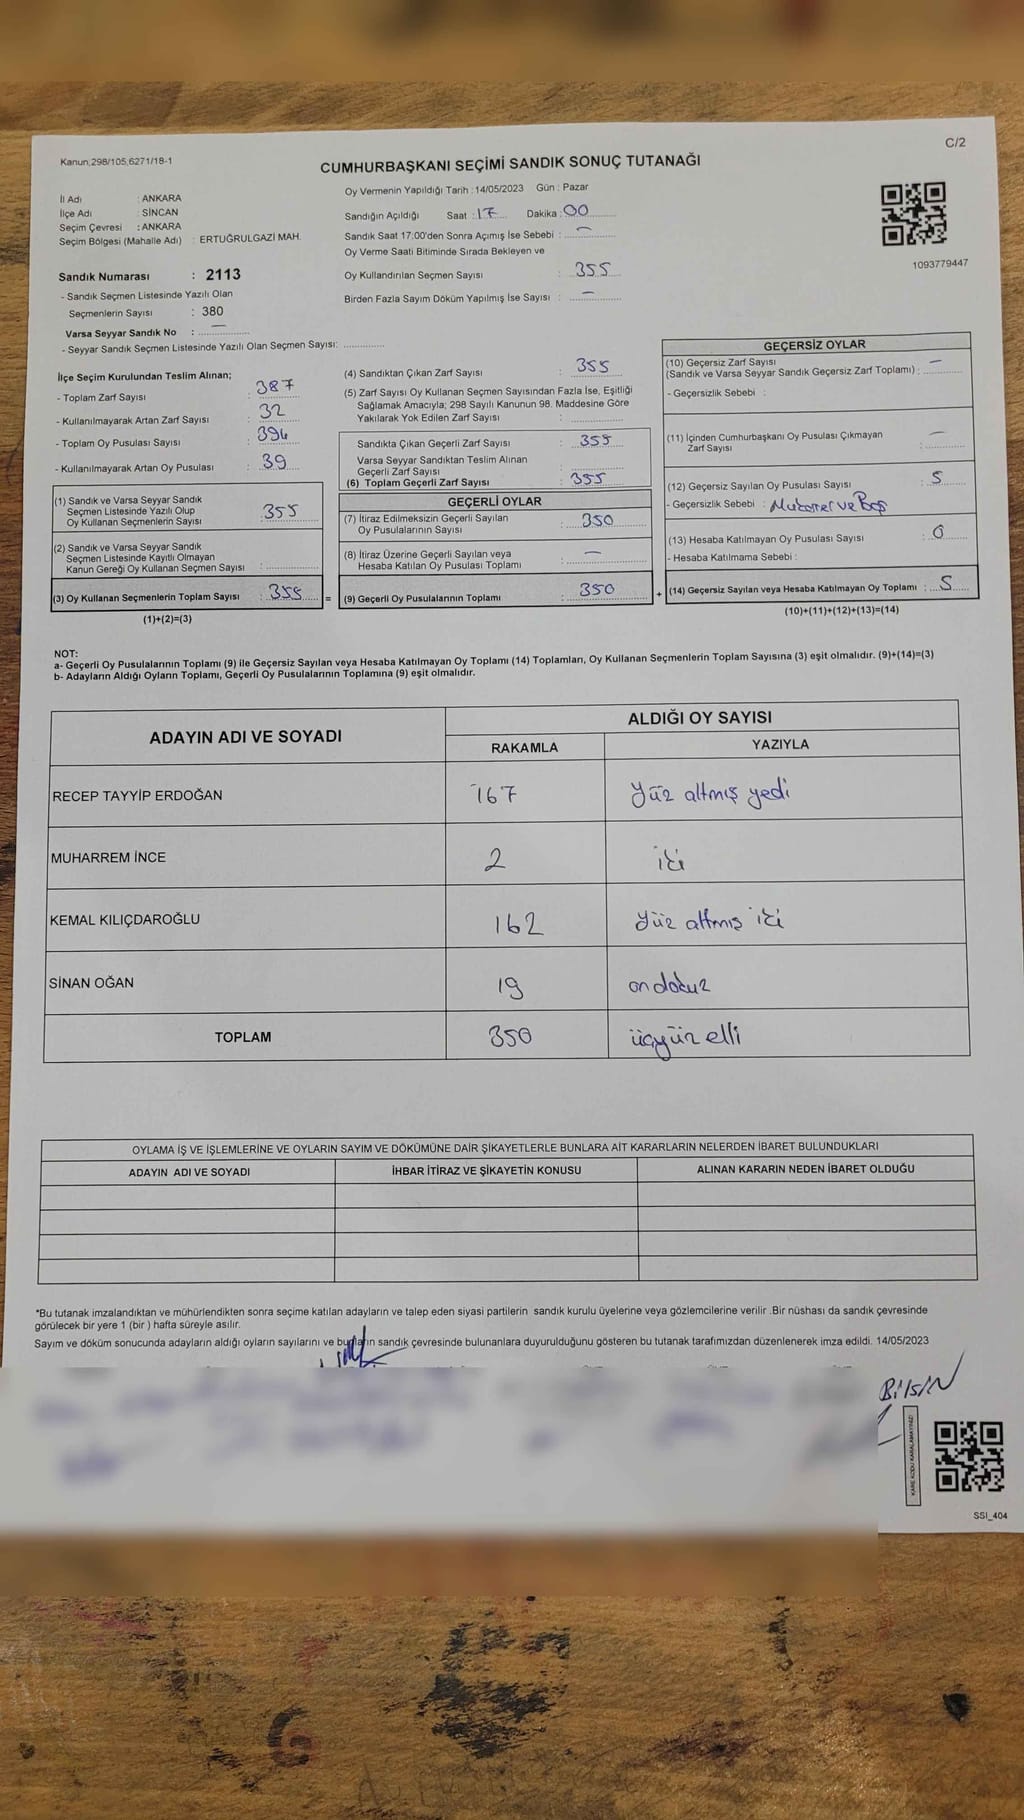 Kanun,298/105,6271/18-1
C/2
CUMHURBAŞKANI SEÇİMİ SANDIK SONUÇ TUTANAĞI
İl Adı : ANKARA
İlçe Adı : SİNCAN
Seçim Çevresi : ANKARA
Seçim Bölgesi (Mahalle Adı) : ERTUĞRULGAZİ MAH.
Sandık Numarası : 2113
- Sandık Seçmen Listesinde Yazılı Olan
Seçmenlerin Sayısı : 380
Varsa Seyyar Sandık No : —
- Seyyar Sandık Seçmen Listesinde Yazılı Olan Seçmen Sayısı: ..............
Oy Vermenin Yapıldığı Tarih : 14/05/2023 Gün : Pazar
Sandığın Açıldığı Saat : 17 Dakika : 00
Sandık Saat 17:00'den Sonra Açımış İse Sebebi : —
Oy Verme Saati Bitiminde Sırada Bekleyen ve
Oy Kullandırılan Seçmen Sayısı : 355
Birden Fazla Sayım Döküm Yapılmış İse Sayısı : —
1093779447
İlçe Seçim Kurulundan Teslim Alınan;
- Toplam Zarf Sayısı : 387
- Kullanılmayarak Artan Zarf Sayısı : 32
- Toplam Oy Pusulası Sayısı : 394
- Kullanılmayarak Artan Oy Pusulası : 39
(1) Sandık ve Varsa Seyyar Sandık
Seçmen Listesinde Yazılı Olup
Oy Kullanan Seçmenlerin Sayısı : 355
(2) Sandık ve Varsa Seyyar Sandık
Seçmen Listesinde Kayıtlı Olmayan
Kanun Gereği Oy Kullanan Seçmen Sayısı : ..............
(3) Oy Kullanan Seçmenlerin Toplam Sayısı : 355 =
(1)+(2)=(3)
(4) Sandıktan Çıkan Zarf Sayısı : 355
(5) Zarf Sayısı Oy Kullanan Seçmen Sayısından Fazla İse, Eşitliği
Sağlamak Amacıyla; 298 Sayılı Kanunun 98. Maddesine Göre
Yakılarak Yok Edilen Zarf Sayısı : ..............
Sandıkta Çıkan Geçerli Zarf Sayısı : 355
Varsa Seyyar Sandıktan Teslim Alınan
Geçerli Zarf Sayısı : ..............
(6) Toplam Geçerli Zarf Sayısı : 355
GEÇERLİ OYLAR
(7) İtiraz Edilmeksizin Geçerli Sayılan
Oy Pusulalarının Sayısı : 350
(8) İtiraz Üzerine Geçerli Sayılan veya
Hesaba Katılan Oy Pusulası Toplamı : —
(9) Geçerli Oy Pusulalarının Toplamı : 350 +
GEÇERSİZ OYLAR
(10) Geçersiz Zarf Sayısı
(Sandık ve Varsa Seyyar Sandık Geçersiz Zarf Toplamı) : —
- Geçersizlik Sebebi :
(11) İçinden Cumhurbaşkanı Oy Pusulası Çıkmayan
Zarf Sayısı : —
(12) Geçersiz Sayılan Oy Pusulası Sayısı : 5
- Geçersizlik Sebebi : Mükerrer ve Boş
(13) Hesaba Katılmayan Oy Pusulası Sayısı : 0
- Hesaba Katılmama Sebebi :
(14) Geçersiz Sayılan veya Hesaba Katılmayan Oy Toplamı : 5
(10)+(11)+(12)+(13)=(14)
NOT:
a- Geçerli Oy Pusulalarının Toplamı (9) ile Geçersiz Sayılan veya Hesaba Katılmayan Oy Toplamı (14) Toplamları, Oy Kullanan Seçmenlerin Toplam Sayısına (3) eşit olmalıdır. (9)+(14)=(3)
b- Adayların Aldığı Oyların Toplamı, Geçerli Oy Pusulalarının Toplamına (9) eşit olmalıdır.
ADAYIN ADI VE SOYADI ALDIĞI OY SAYISI
RAKAMLA YAZIYLA
RECEP TAYYİP ERDOĞAN 167 Yüz altmış yedi
MUHARREM İNCE 2 iki
KEMAL KILIÇDAROĞLU 162 Yüz altmış iki
SİNAN OĞAN 19 on dokuz
TOPLAM 350 üçyüz elli
OYLAMA İŞ VE İŞLEMLERİNE VE OYLARIN SAYIM VE DÖKÜMÜNE DAİR ŞİKAYETLERLE BUNLARA AİT KARARLARIN NELERDEN İBARET BULUNDUKLARI
ADAYIN ADI VE SOYADI İHBAR İTİRAZ VE ŞİKAYETİN KONUSU ALINAN KARARIN NEDEN İBARET OLDUĞU
*Bu tutanak imzalandıktan ve mühürlendikten sonra seçime katılan adayların ve talep eden siyasi partilerin sandık kurulu üyelerine veya gözlemcilerine verilir .Bir nüshası da sandık çevresinde
görülecek bir yere 1 (bir ) hafta süreyle asılır.
Sayım ve döküm sonucunda adayların aldığı oyların sayılarını ve bunların sandık çevresinde bulunanlara duyurulduğunu gösteren bu tutanak tarafımızdan düzenlenerek imza edildi. 14/05/2023
BilsiN
KARE KODU KARALAMAYINIZ!
SSI_404